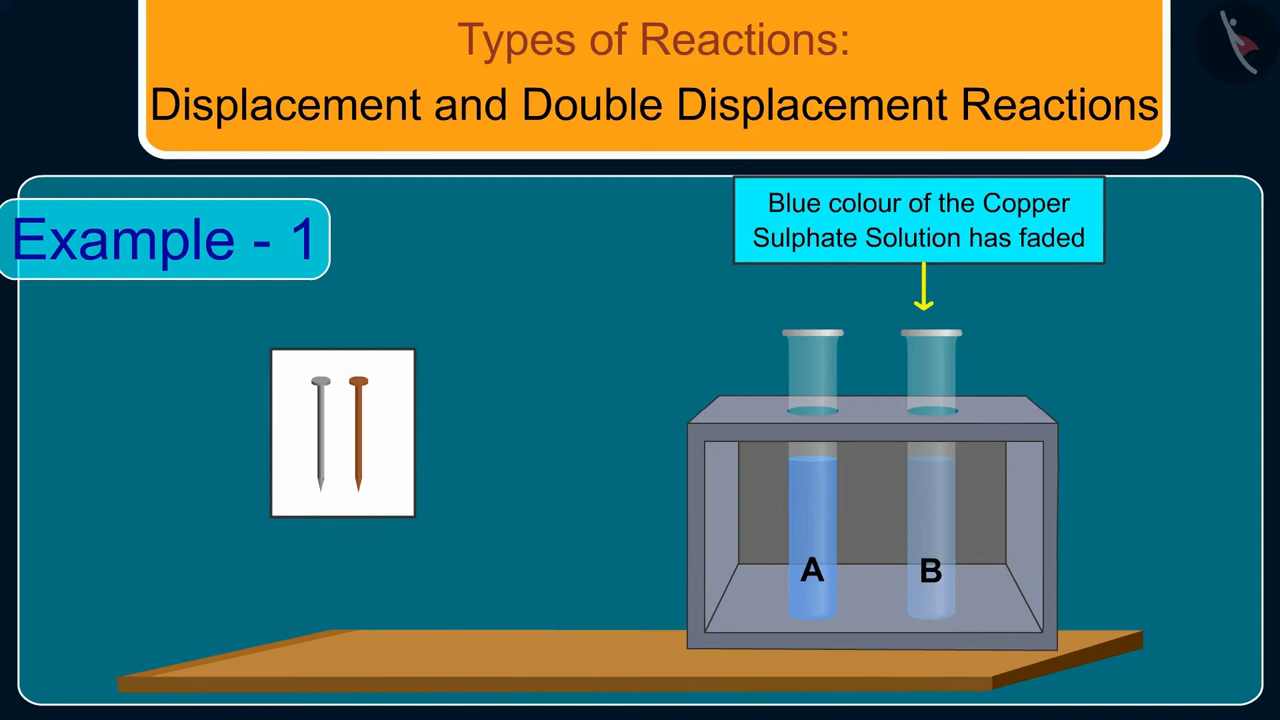 Types of Reactions:
Displacement and Double Displacement Reactions
Example - 1
Blue colour of the Copper
Sulphate Solution has faded
A
B